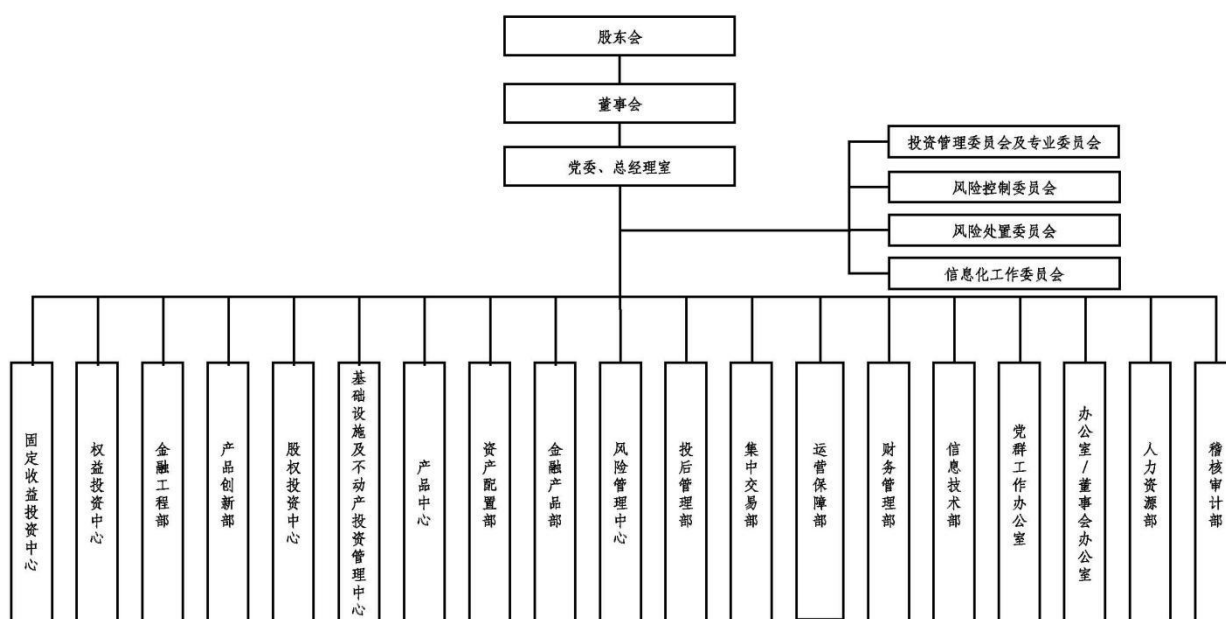 股东会
董事会
党委、总经理室
投资管理委员会及专业委员会
风险控制委员会
风险处置委员会
信息化工作委员会
固定收益投资中心
权益投资中心
金融工程部
产品创新部
股权投资中心
基础设施及不动产投资管理中心
产品中心
资产配置部
金融产品部
风险管理中心
投后管理部
集中交易部
运营保障部
财务管理部
信息技术部
党群工作办公室
办公室/董事会办公室
人力资源部
稽核审计部